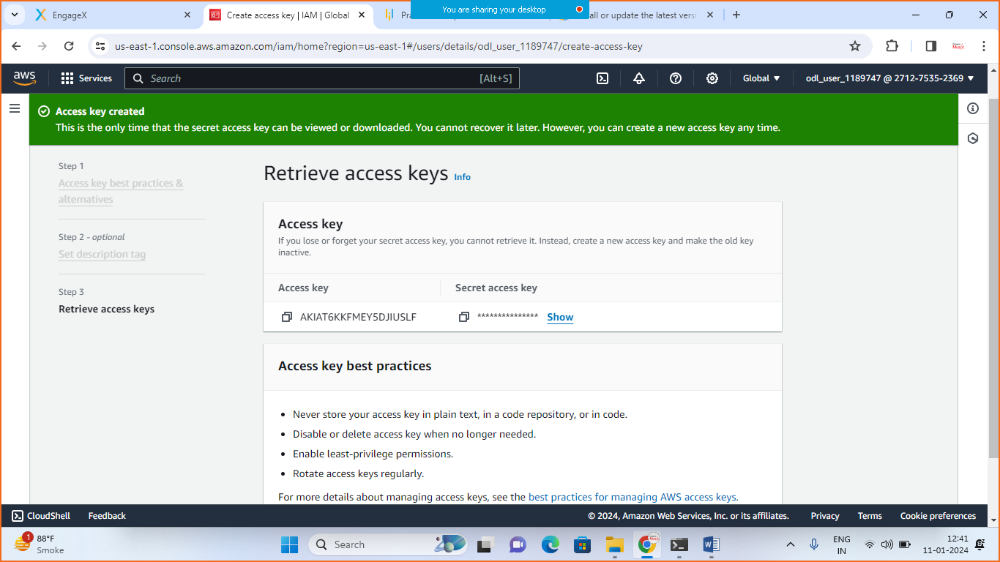 You are sharing your desktop
EngageX
Create access key | IAM | Global
all or update the latest versi
us-east-1.console.aws.amazon.com/iam/home?region=us-east-1#/users/details/odl_user_1189747/create-access-key
aws
Services
Search
[Alt+S]
Global
odl_user_1189747 @ 2712-7535-2369
Access key created
This is the only time that the secret access key can be viewed or downloaded. You cannot recover it later. However, you can create a new access key any time.
Step 1
Access key best practices &
alternatives
Step 2 - optional
Set description tag
Step 3
Retrieve access keys
Retrieve access keys Info
Access key
If you lose or forget your secret access key, you cannot retrieve it. Instead, create a new access key and make the old key
inactive.
Access key
Secret access key
AKIAT6KKFMEY5DJIUSLF
*************** Show
Access key best practices
• Never store your access key in plain text, in a code repository, or in code.
• Disable or delete access key when no longer needed.
• Enable least-privilege permissions.
• Rotate access keys regularly.
For more details about managing access keys, see the best practices for managing AWS access keys.
CloudShell
Feedback
© 2024, Amazon Web Services, Inc. or its affiliates.
Privacy
Terms
Cookie preferences
1
88°F
Smoke
Search
ENG
IN
12:41
11-01-2024